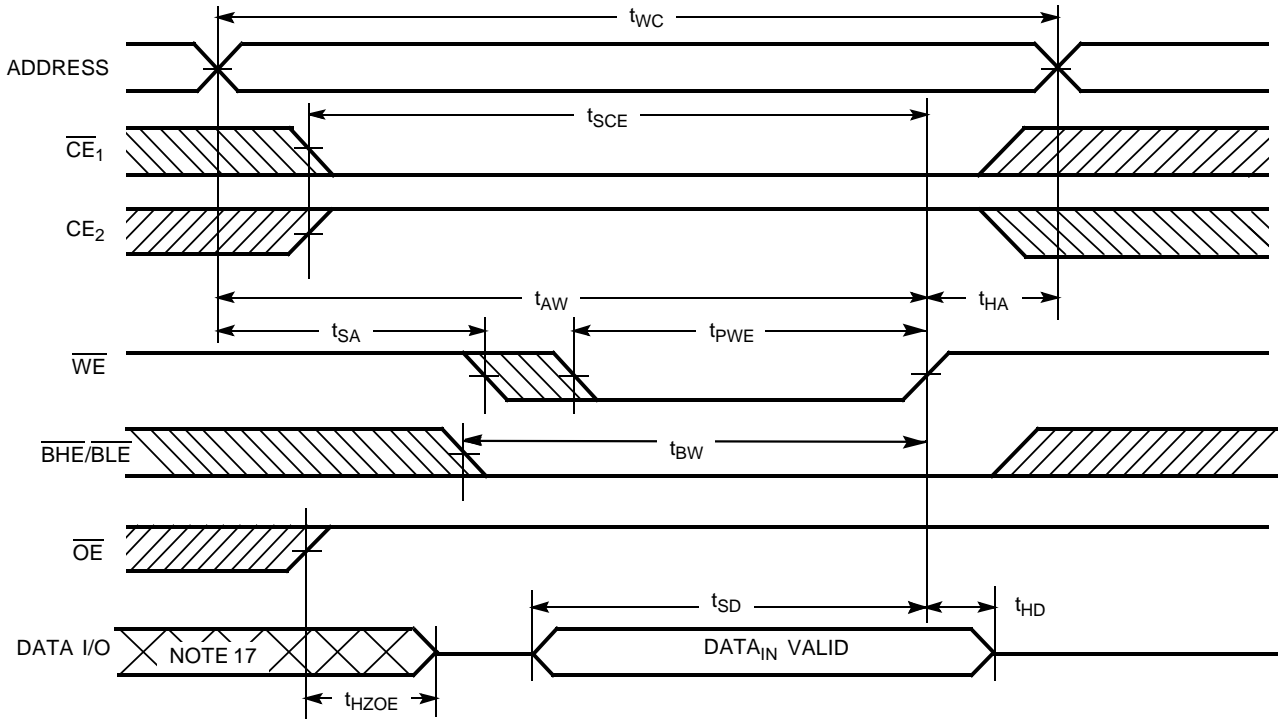 tWC
ADDRESS
tSCE
CE1
CE2
tAW
tHA
tSA
tPWE
WE
BHE/BLE
tBW
OE
tSD
tHD
DATA I/O
NOTE 17
DATAIN VALID
tHZOE